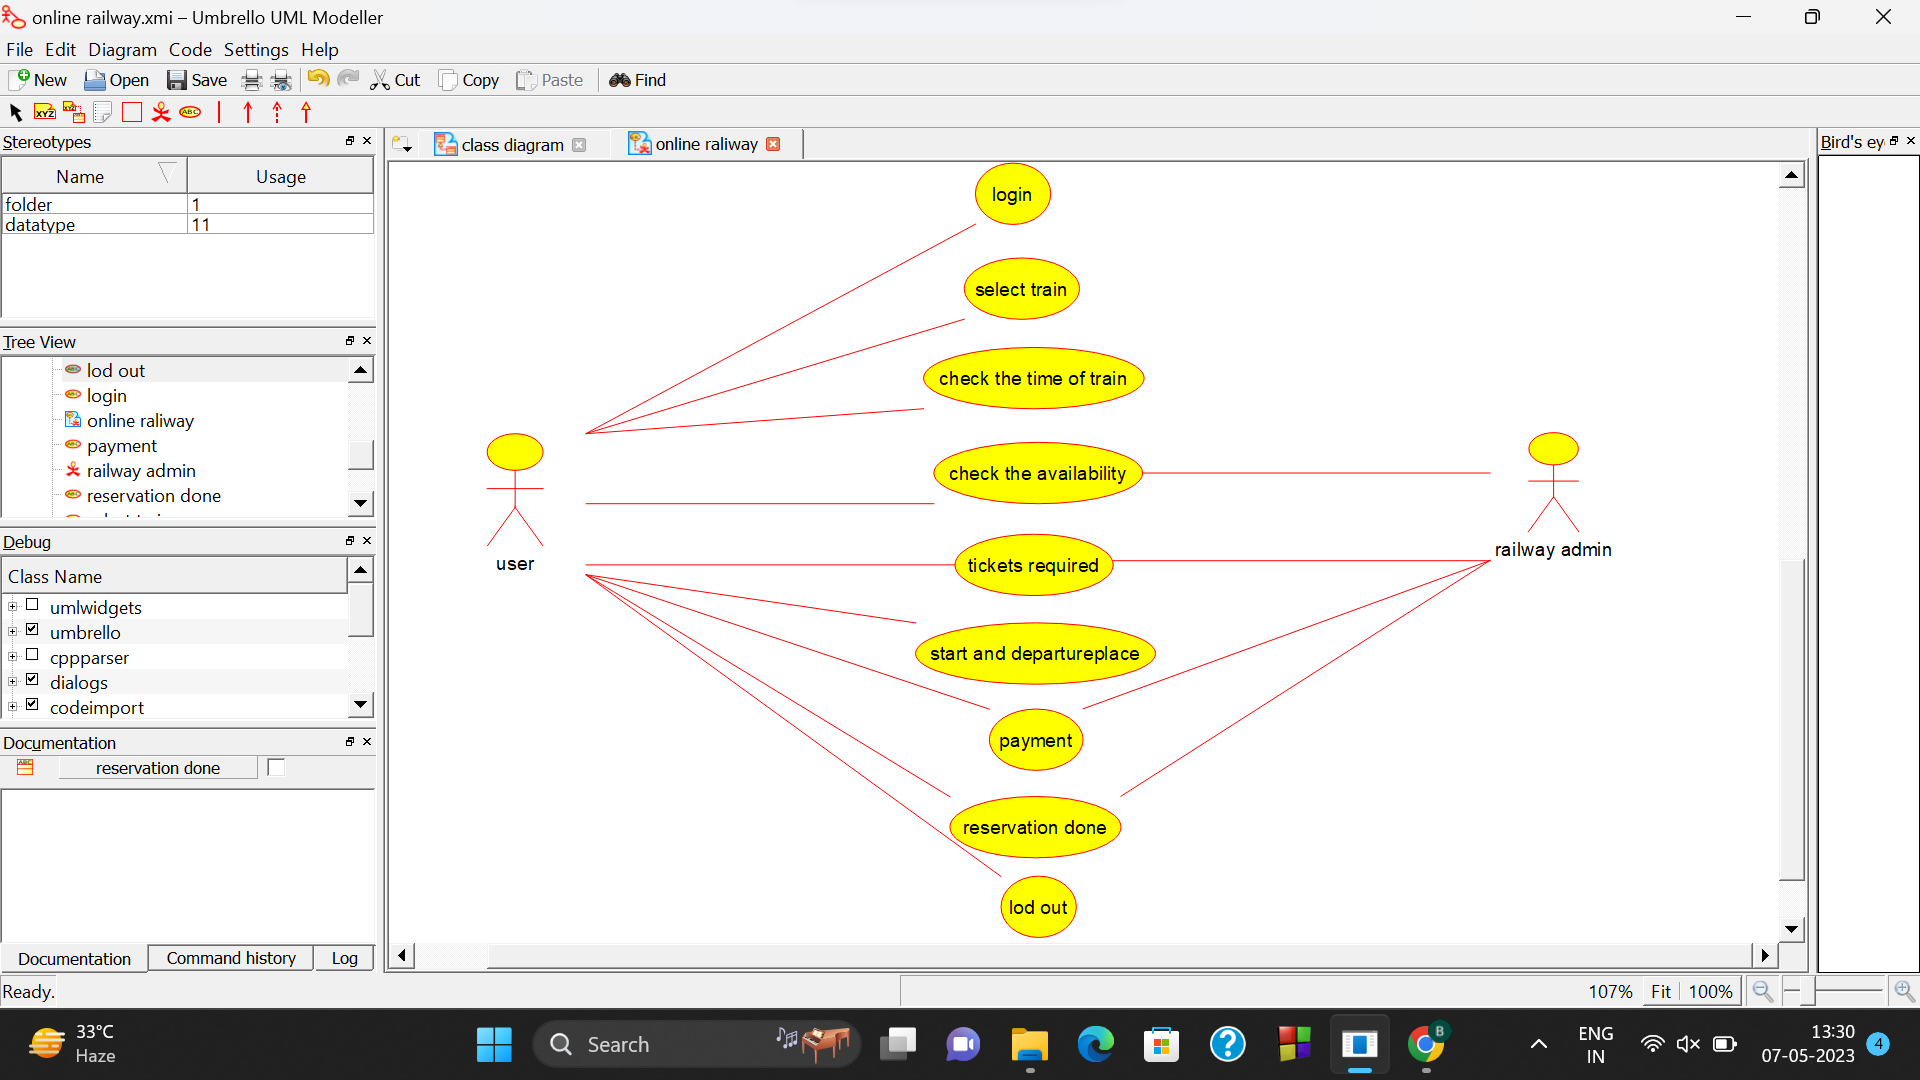 online railway.xmi – Umbrello UML Modeller
File Edit Diagram Code Settings Help
New Open Save Cut Copy Paste Find
XYZ XYZ ABC
Stereotypes
Name Usage
folder 1
datatype 11
Tree View
lod out
login
online raliway
payment
railway admin
reservation done
Debug
Class Name
umlwidgets
umbrello
cppparser
dialogs
codeimport
Documentation
reservation done
Documentation Command history Log
class diagram online raliway
login
select train
check the time of train
check the availability
user
railway admin
tickets required
start and departureplace
payment
reservation done
lod out
Bird's ey
Ready.
107% Fit 100%
33°C
Haze
Search
B
ENG
IN
13:30
07-05-2023
4